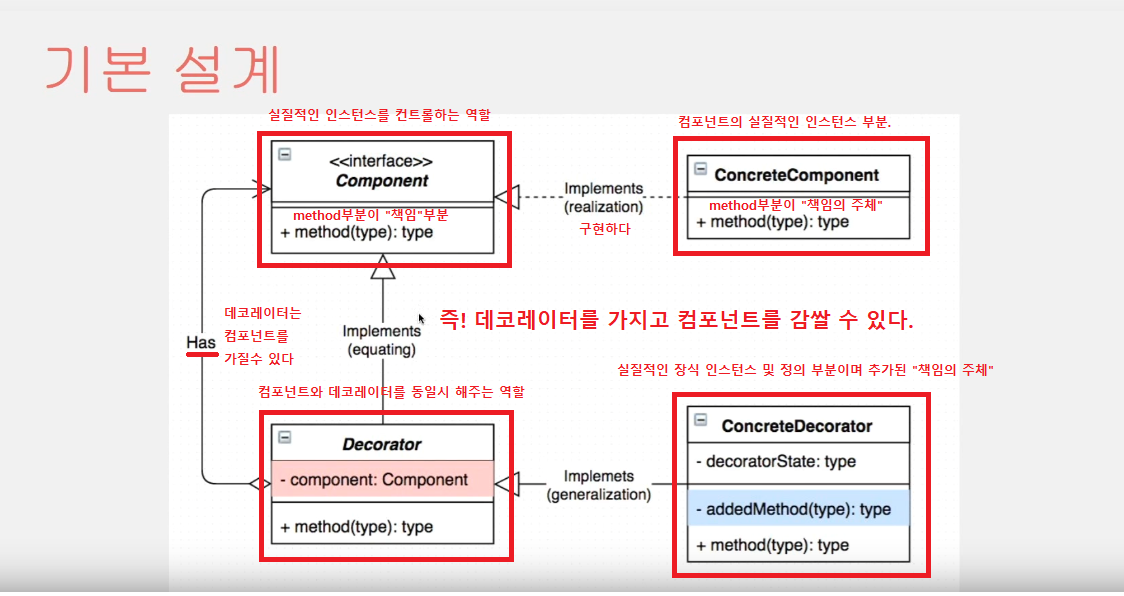 기본 설계
실질적인 인스턴스를 컨트롤하는 역할
컴포넌트의 실질적인 인스턴스 부분.
<<interface>>
Component
method부분이 "책임"부분
+ method(type): type
Implements
(realization)
구현하다
ConcreteComponent
method부분이 "책임의 주체"
+ method(type): type
Has
데코레이터는
컴포넌트를
가질수 있다
Implements
(equating)
즉! 데코레이터를 가지고 컴포넌트를 감쌀 수 있다.
컴포넌트와 데코레이터를 동일시 해주는 역할
실질적인 장식 인스턴스 및 정의 부분이며 추가된 "책임의 주체"
Decorator
- component: Component
+ method(type): type
Implemets
(generalization)
ConcreteDecorator
- decoratorState: type
- addedMethod(type): type
+ method(type): type